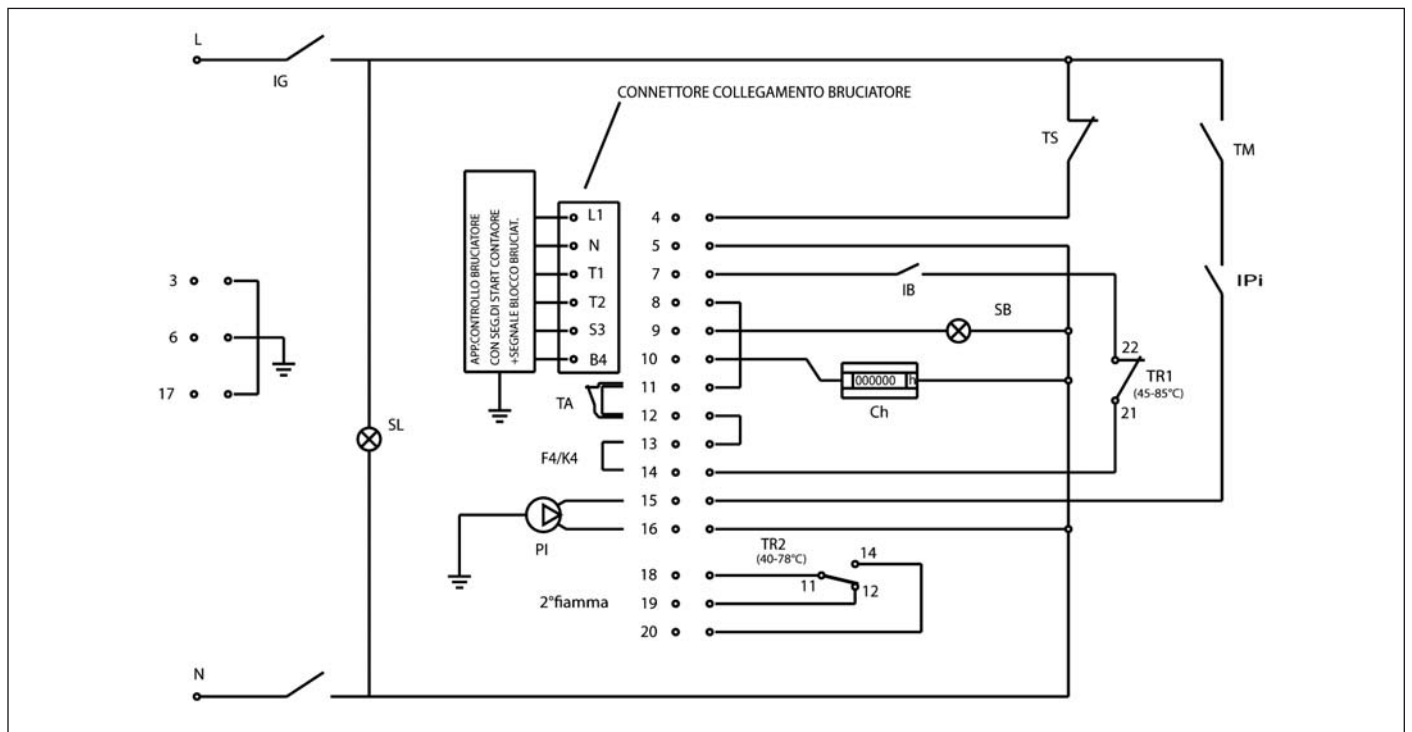 L
IG
CONNETTORE COLLEGAMENTO BRUCIATORE
TS
TM
APP.CONTROLLO BRUCIATORE
CON SEG.DI START CONTAORE
+SEGNALE BLOCCO BRUCIAT.
L1
N
T1
T2
S3
B4
4
5
7
8
9
10
11
12
13
14
15
16
18
19
20
3
6
17
IB
IPi
SB
22
TR1
(45-85°C)
21
000000 h
Ch
TA
SL
F4/K4
PI
TR2
(40-78°C)
14
11
12
2°fiamma
N